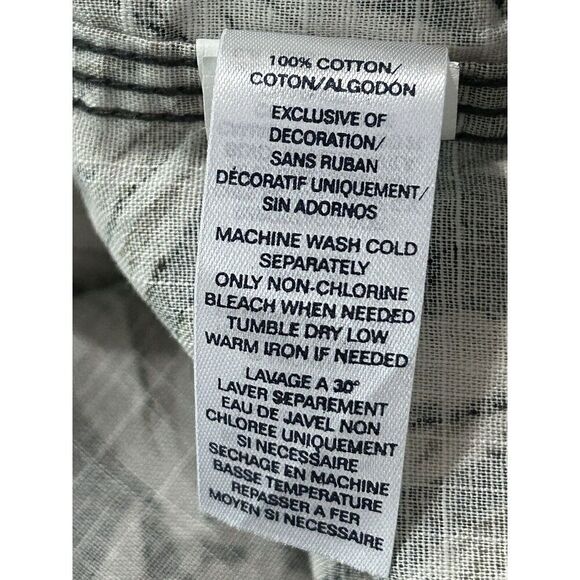 100% COTTON/
COTON/ALGODÓN
EXCLUSIVE OF
DECORATION/
SANS RUBAN
DÉCORATIF UNIQUEMENT/
SIN ADORNOS
MACHINE WASH COLD
SEPARATELY
ONLY NON-CHLORINE
BLEACH WHEN NEEDED
TUMBLE DRY LOW
WARM IRON IF NEEDED
LAVAGE A 30°
LAVER SEPAREMENT
EAU DE JAVEL NON
CHLOREE UNIQUEMENT
SI NECESSAIRE
SECHAGE EN MACHINE
BASSE TEMPERATURE
REPASSER A FER
MOYEN SI NECESSAIRE